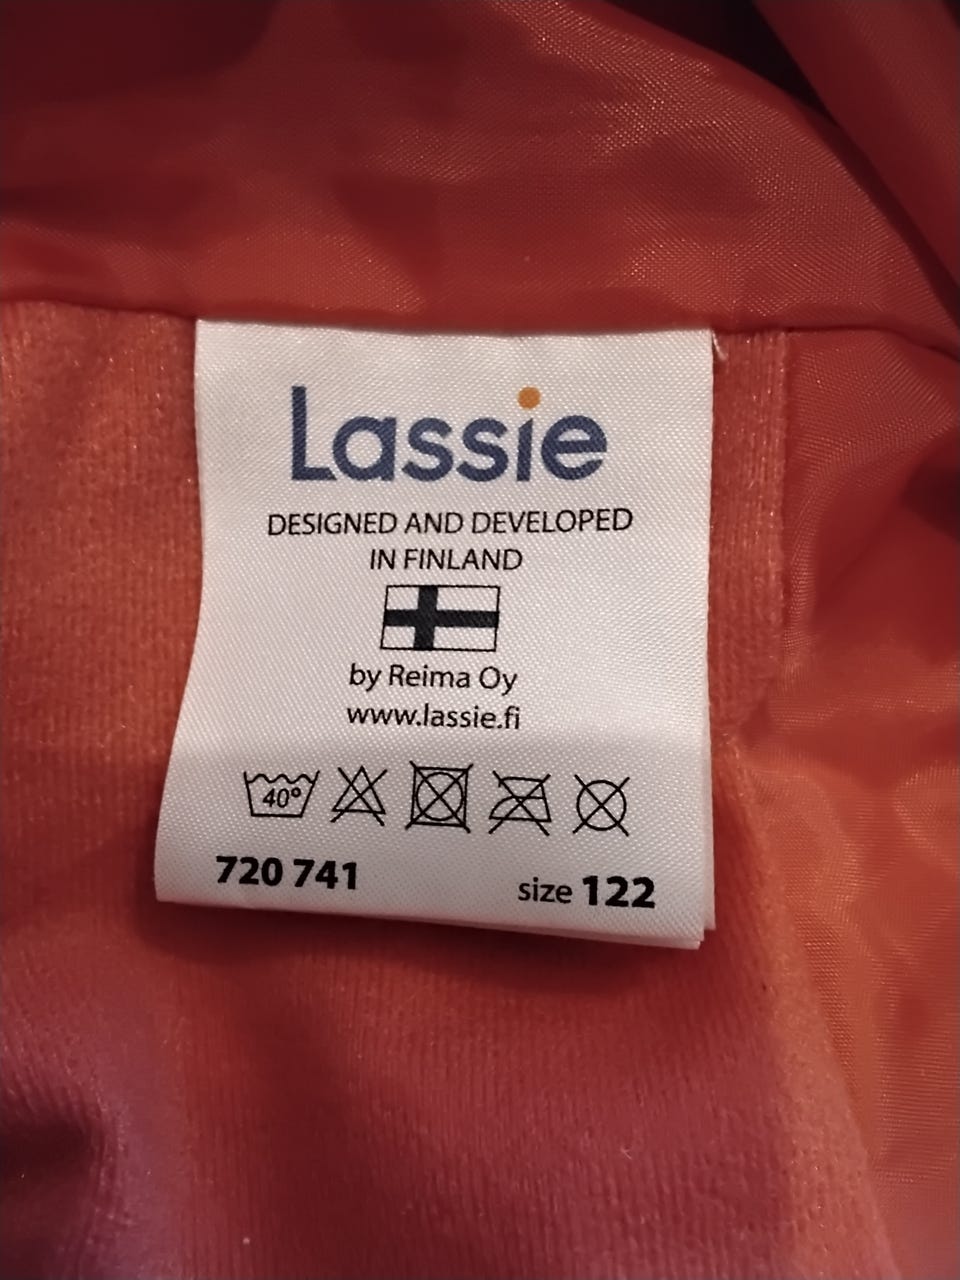 Lassie
DESIGNED AND DEVELOPED
IN FINLAND
by Reima Oy
www.lassie.fi
40°
720 741
size 122